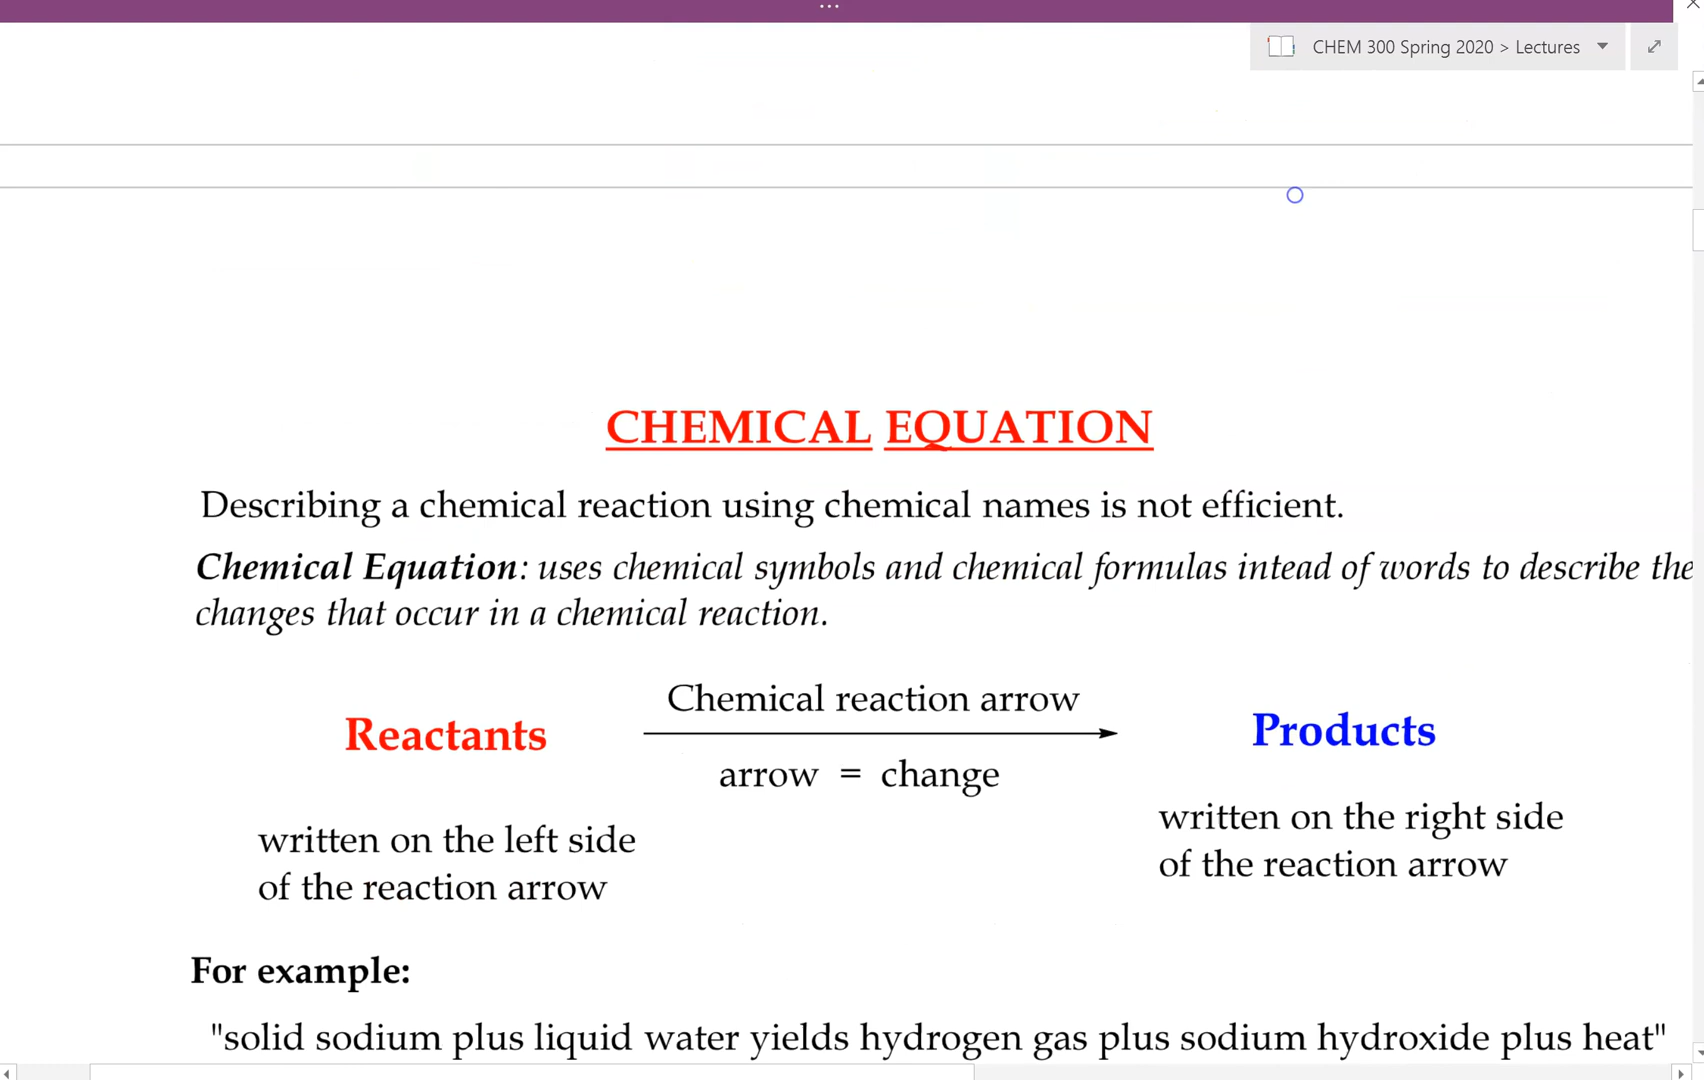 CHEM 300 Spring 2020 > Lectures
CHEMICAL EQUATION
Describing a chemical reaction using chemical names is not efficient.
Chemical Equation: uses chemical symbols and chemical formulas intead of words to describe the
changes that occur in a chemical reaction.
Chemical reaction arrow
Reactants
Products
arrow = change
written on the left side
of the reaction arrow
written on the right side
of the reaction arrow
For example:
"solid sodium plus liquid water yields hydrogen gas plus sodium hydroxide plus heat"